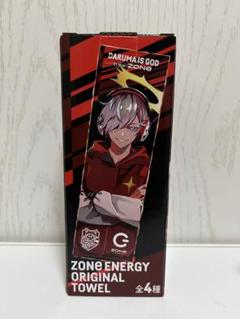 DARUMA IS GOD
ZONe
G
ZONe ENERGY
ORIGINAL
TOWEL 全4種